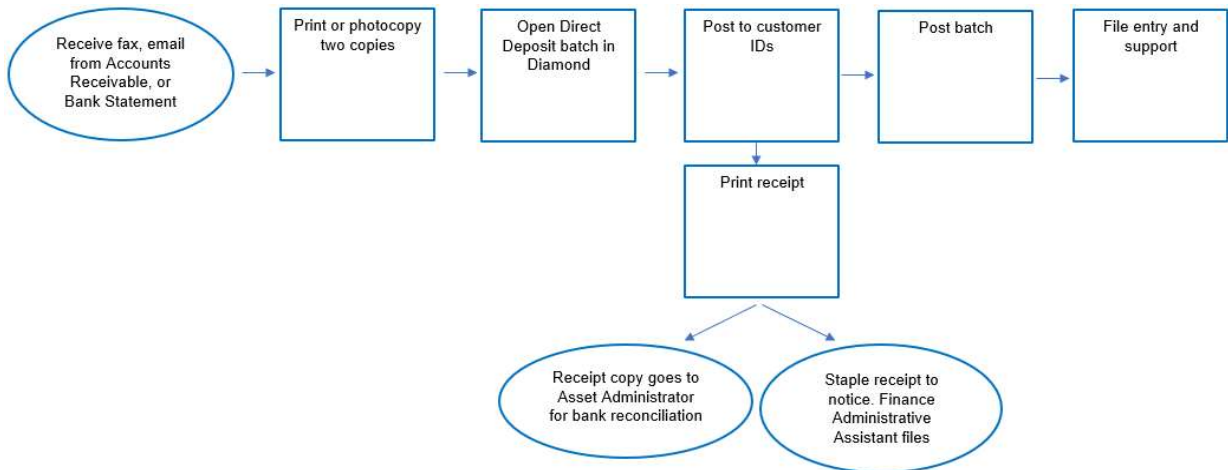 Receive fax, email
from Accounts
Receivable, or
Bank Statement
Print or photocopy
two copies
Open Direct
Deposit batch in
Diamond
Post to customer
IDs
Post batch
File entry and
support
Print receipt
Receipt copy goes to
Asset Administrator
for bank reconciliation
Staple receipt to
notice. Finance
Administrative
Assistant files